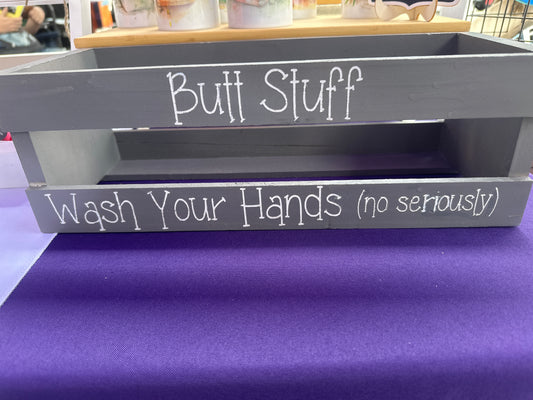 Butt Stuff
Wash Your Hands (no seriously)